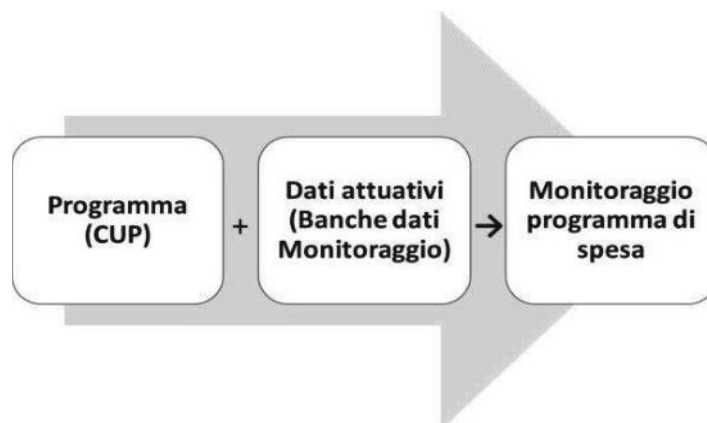 Programma
(CUP)
+
Dati attuativi
(Banche dati
Monitoraggio)
→
Monitoraggio
programma di
spesa